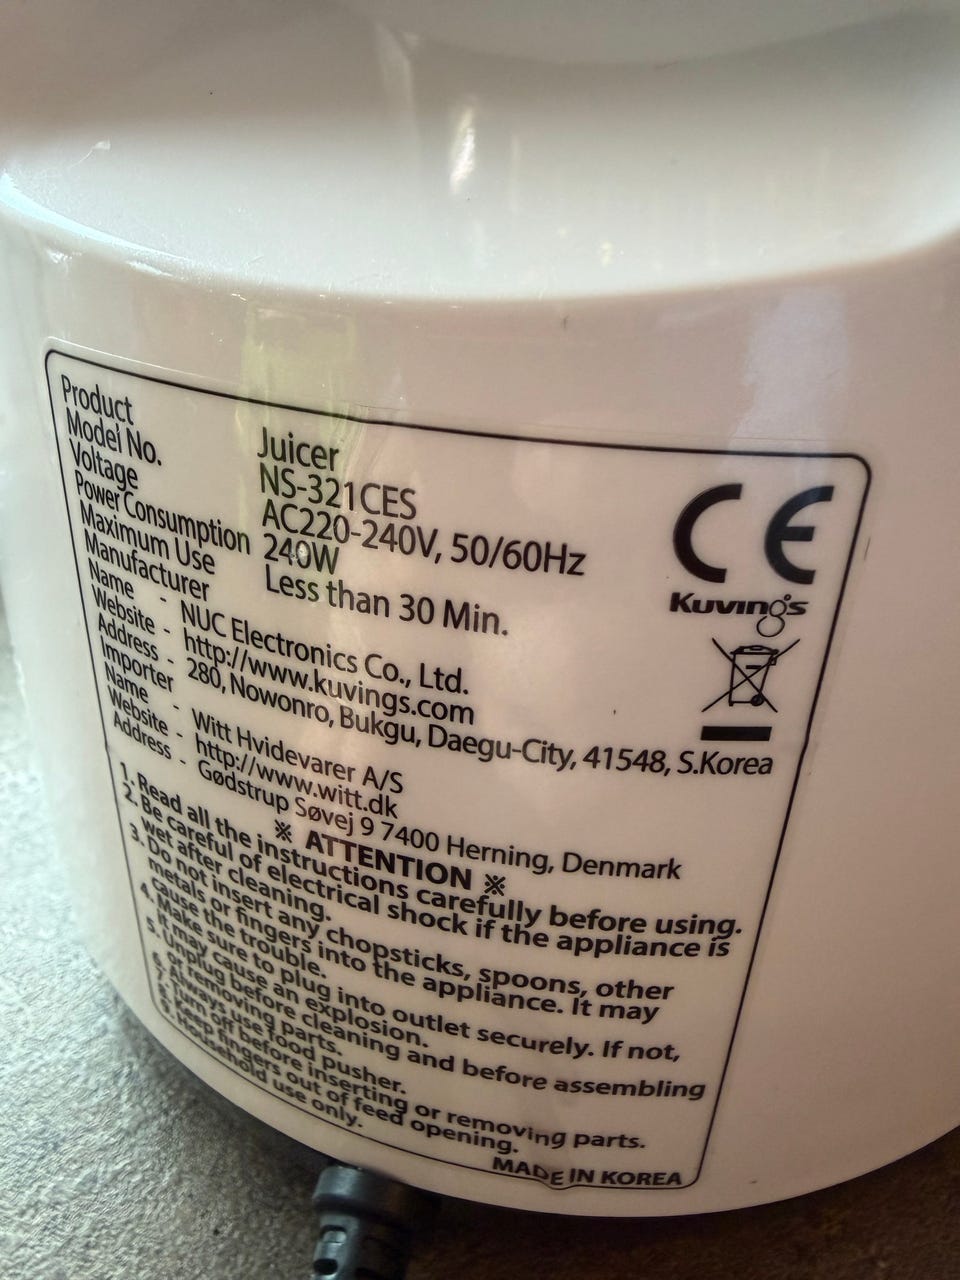 Product Juicer
Model No. NS-321CES
Voltage AC220-240V, 50/60Hz
Power Consumption 240W
Maximum Use Less than 30 Min.
Manufacturer
Name - NUC Electronics Co., Ltd.
Website - http://www.kuvings.com
Address - 280, Nowonro, Bukgu, Daegu-City, 41548, S.Korea
Importer
Name - Witt Hvidevarer A/S
Website - http://www.witt.dk
Address - Gødstrup Søvej 9 7400 Herning, Denmark
CE
Kuvings
※ ATTENTION ※
1. Read all the instructions carefully before using.
2. Be careful of electrical shock if the appliance is
wet after cleaning.
3. Do not insert any chopsticks, spoons, other
metals or fingers into the appliance. It may
cause the trouble.
4. Make sure to plug into outlet securely. If not,
it may cause an explosion.
5. Unplug before cleaning and before assembling
or removing parts.
6. Always use food pusher.
7. Turn off before inserting or removing parts.
8. Keep fingers out of feed opening.
9. Household use only.
MADE IN KOREA